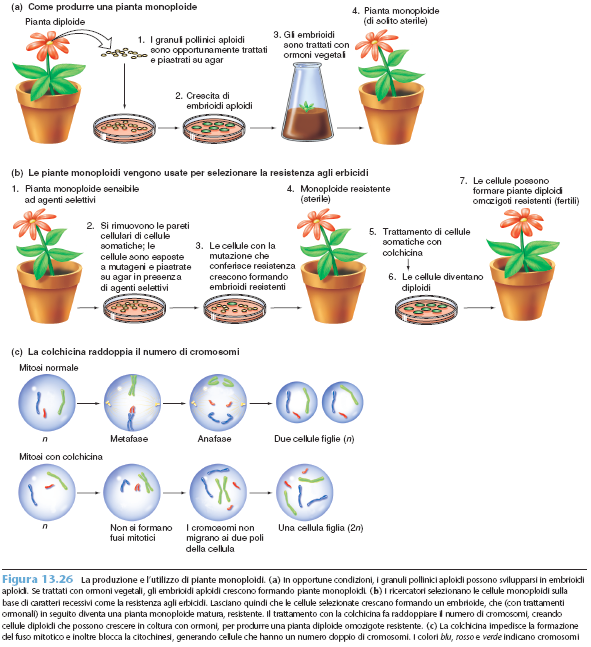 (a) Come produrre una pianta monoploide
Pianta diploide
1. I granuli pollinici aploidi
sono opportunamente trattati
e piastrati su agar
2. Crescita di
embrioidi aploidi
3. Gli embrioidi
sono trattati con
ormoni vegetali
4. Pianta monoploide
(di solito sterile)
(b) Le piante monoploidi vengono usate per selezionare la resistenza agli erbicidi
1. Pianta monoploide sensibile
ad agenti selettivi
2. Si rimuovono le pareti
cellulari di cellule
somatiche; le
cellule sono esposte
a mutageni e piastrate
su agar in presenza
di agenti selettivi
3. Le cellule con la
mutazione che
conferisce resistenza
crescono formando
embrioidi resistenti
4. Monoploide resistente
(sterile)
5. Trattamento di cellule
somatiche con
colchicina
6. Le cellule diventano
diploidi
7. Le cellule possono
formare piante diploidi
omozigoti resistenti (fertili)
(c) La colchicina raddoppia il numero di cromosomi
Mitosi normale
n
Metafase
Anafase
Due cellule figlie (n)
Mitosi con colchicina
n
Non si formano
fusi mitotici
I cromosomi non
migrano ai due poli
della cellula
Una cellula figlia (2n)
Figura 13.26 La produzione e l'utilizzo di piante monoploidi. (a) In opportune condizioni, i granuli pollinici aploidi possono svilupparsi in embrioidi
aploidi. Se trattati con ormoni vegetali, gli embrioidi aploidi crescono formando piante monoploidi. (b) I ricercatori selezionano le cellule monoploidi sulla
base di caratteri recessivi come la resistenza agli erbicidi. Lasciano quindi che le cellule selezionate crescano formando un embrioide, che (con trattamenti
ormonali) in seguito diventa una pianta monoploide matura, resistente. Il trattamento con la colchicina fa raddoppiare il numero di cromosomi, creando
cellule diploidi che possono crescere in coltura con ormoni, per produrre una pianta diploide omozigote resistente. (c) La colchicina impedisce la formazione
del fuso mitotico e inoltre blocca la citochinesi, generando cellule che hanno un numero doppio di cromosomi. I colori blu, rosso e verde indicano cromosomi